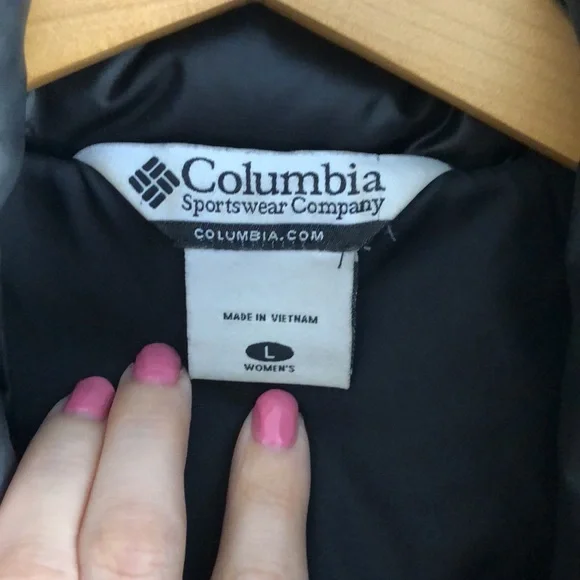 Columbia
Sportswear Company
COLUMBIA.COM
MADE IN VIETNAM
L
WOMEN'S